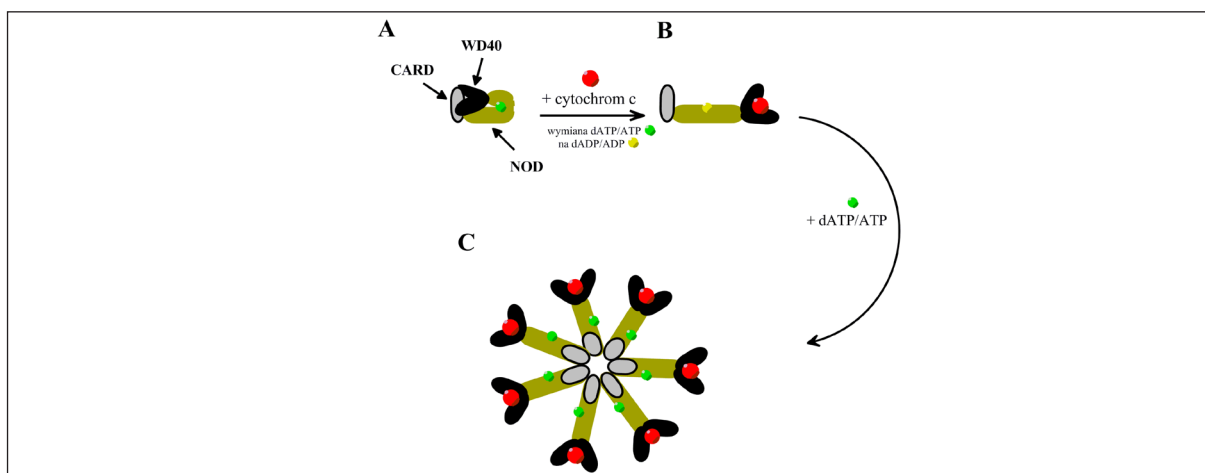 A
B
WD40
CARD
+ cytochrom c
wymiana dATP/ATP
na dADP/ADP
NOD
+ dATP/ATP
C